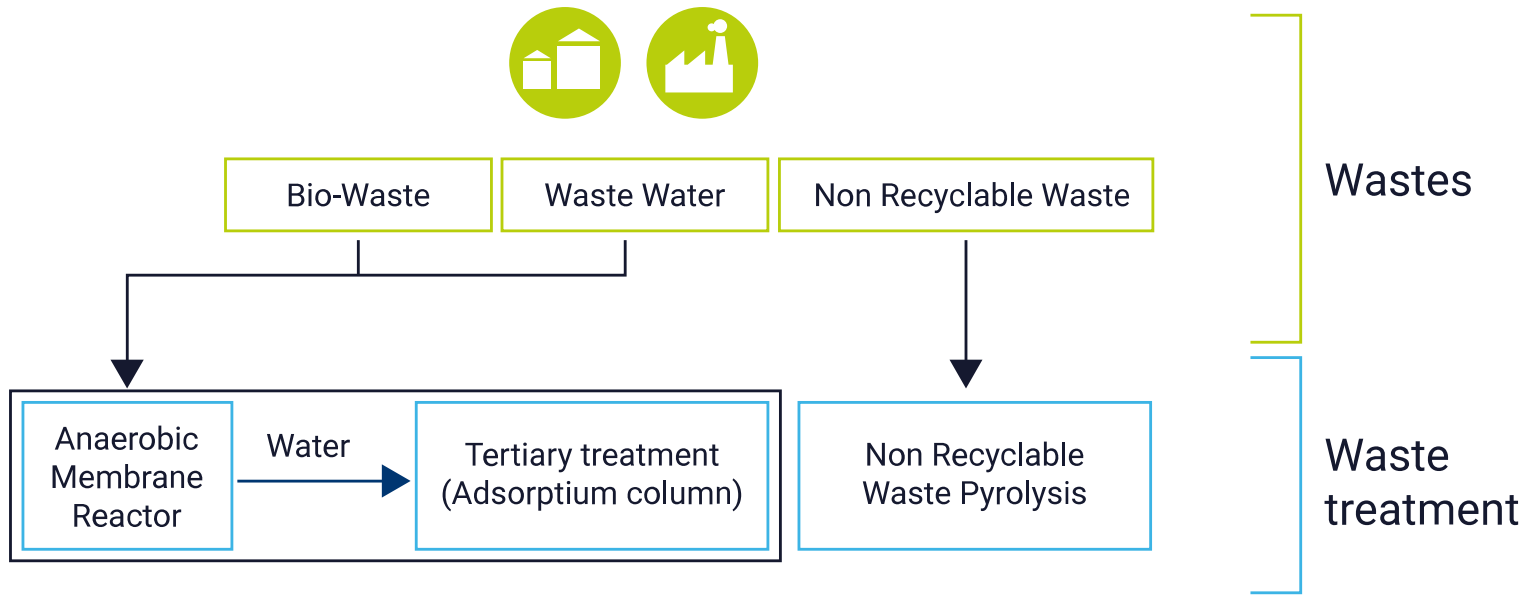 Bio-Waste
Waste Water
Non Recyclable Waste
Wastes
Anaerobic
Membrane
Reactor
Water
Tertiary treatment
(Adsorptium column)
Non Recyclable
Waste Pyrolysis
Waste
treatment